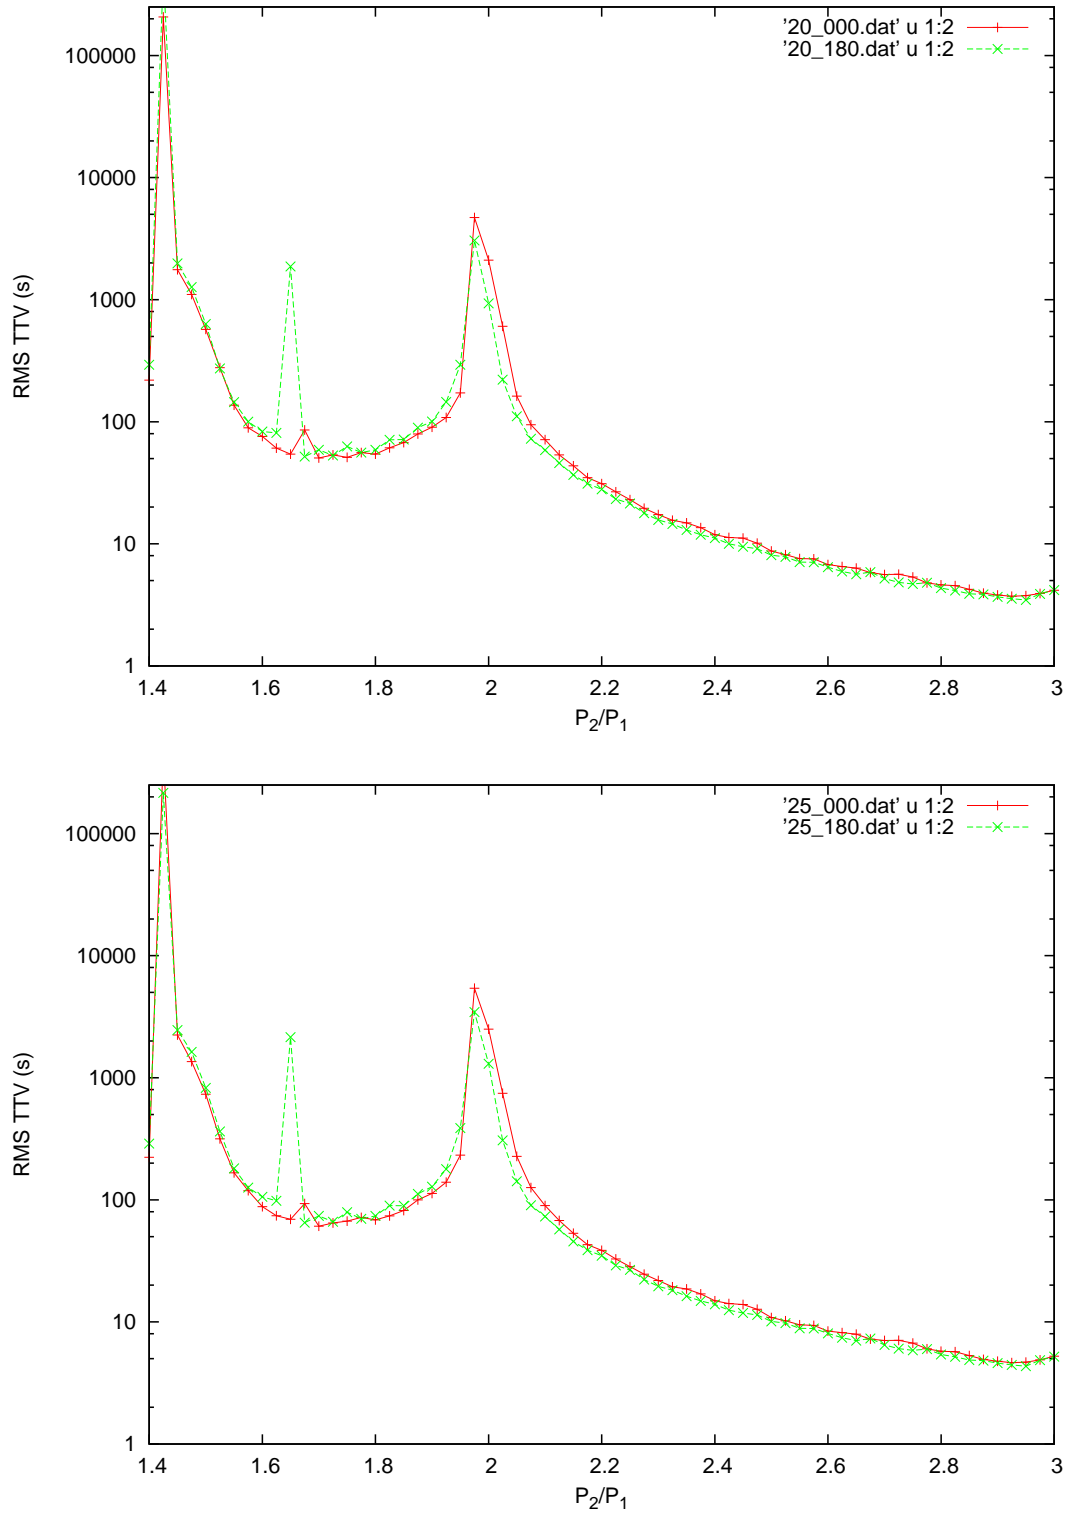 '20_000.dat' u 1:2
'20_180.dat' u 1:2
100000
10000
1000
100
10
1
RMS TTV (s)
1.4 1.6 1.8 2 2.2 2.4 2.6 2.8 3
P2/P1
'25_000.dat' u 1:2
'25_180.dat' u 1:2
100000
10000
1000
100
10
1
RMS TTV (s)
1.4 1.6 1.8 2 2.2 2.4 2.6 2.8 3
P2/P1